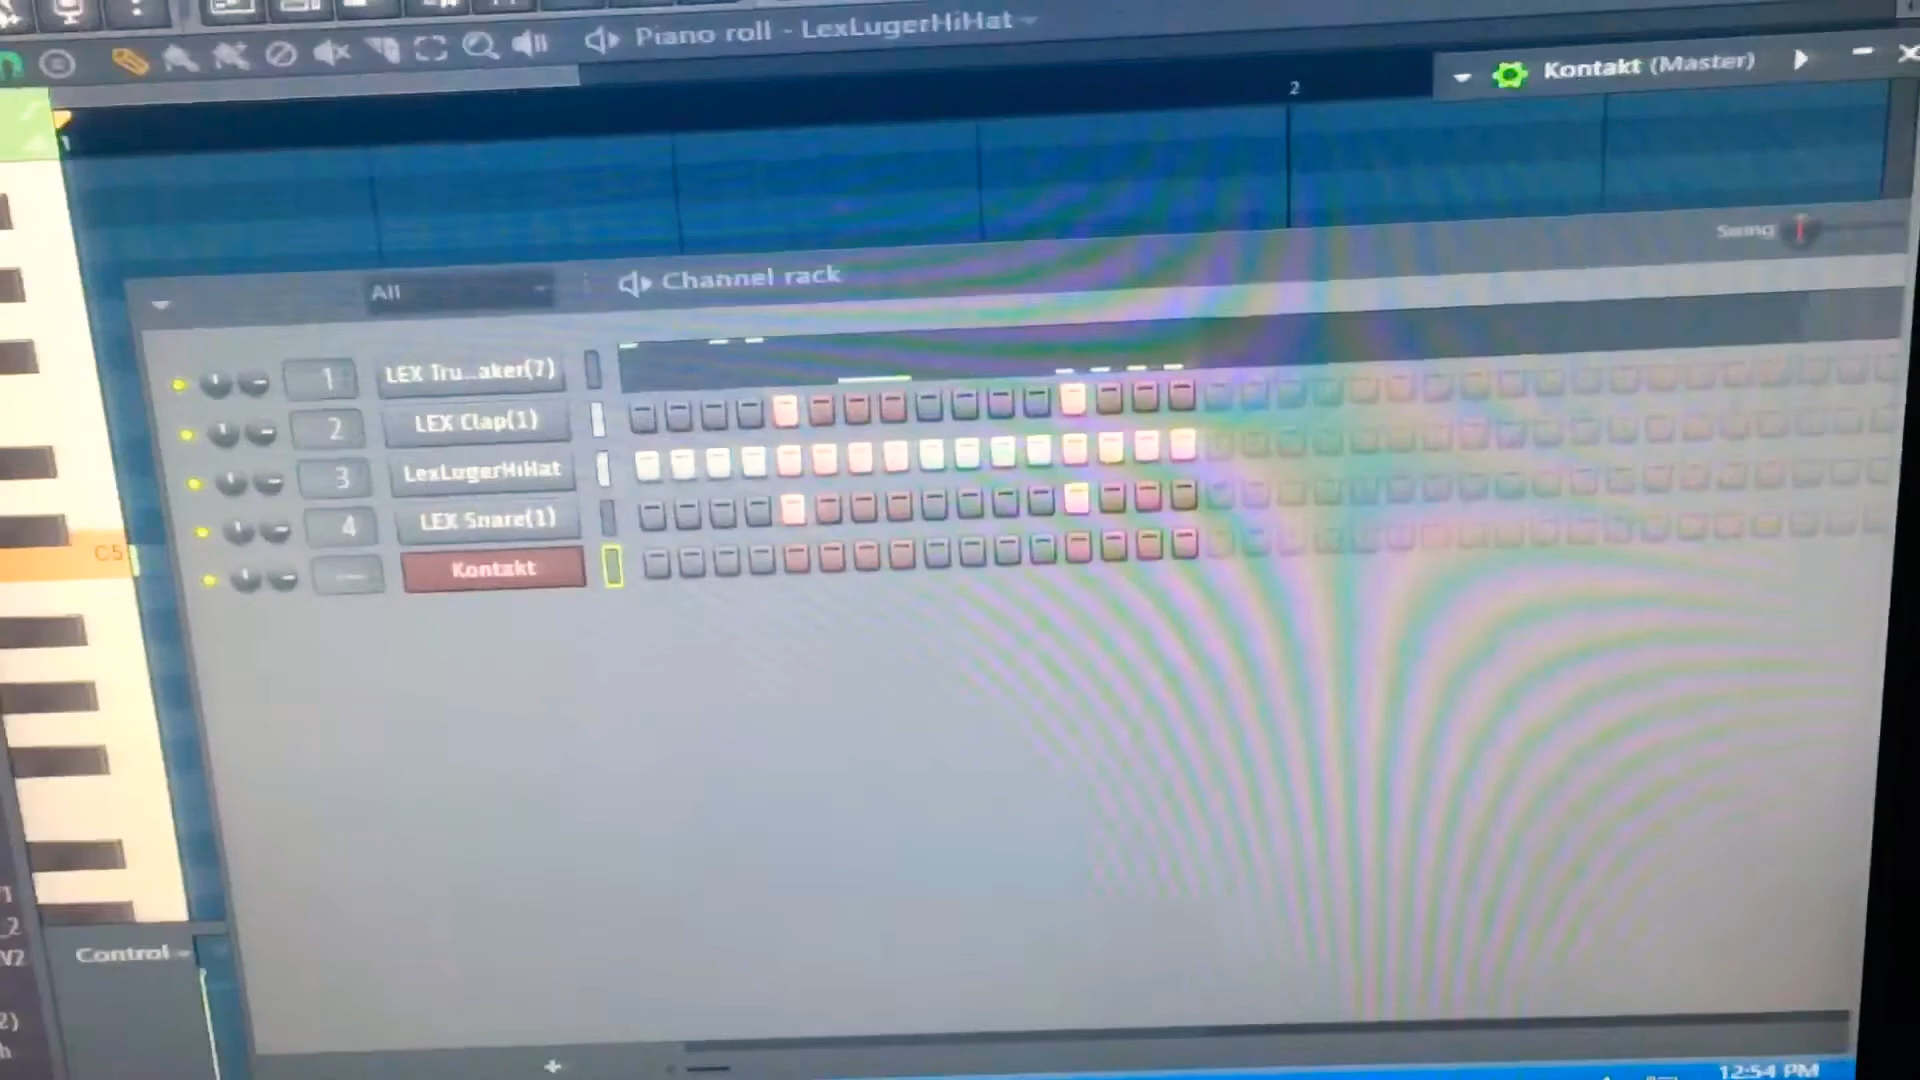 Piano roll - LexLugerHiHat
Kontakt (Master)
2
1
Swing
All
Channel rack
1
LEX Tru...aker(7)
2
LEX Clap(1)
3
LexLugerHiHat
4
LEX Snare(1)
---
Kontakt
C5
Control
12:54 PM